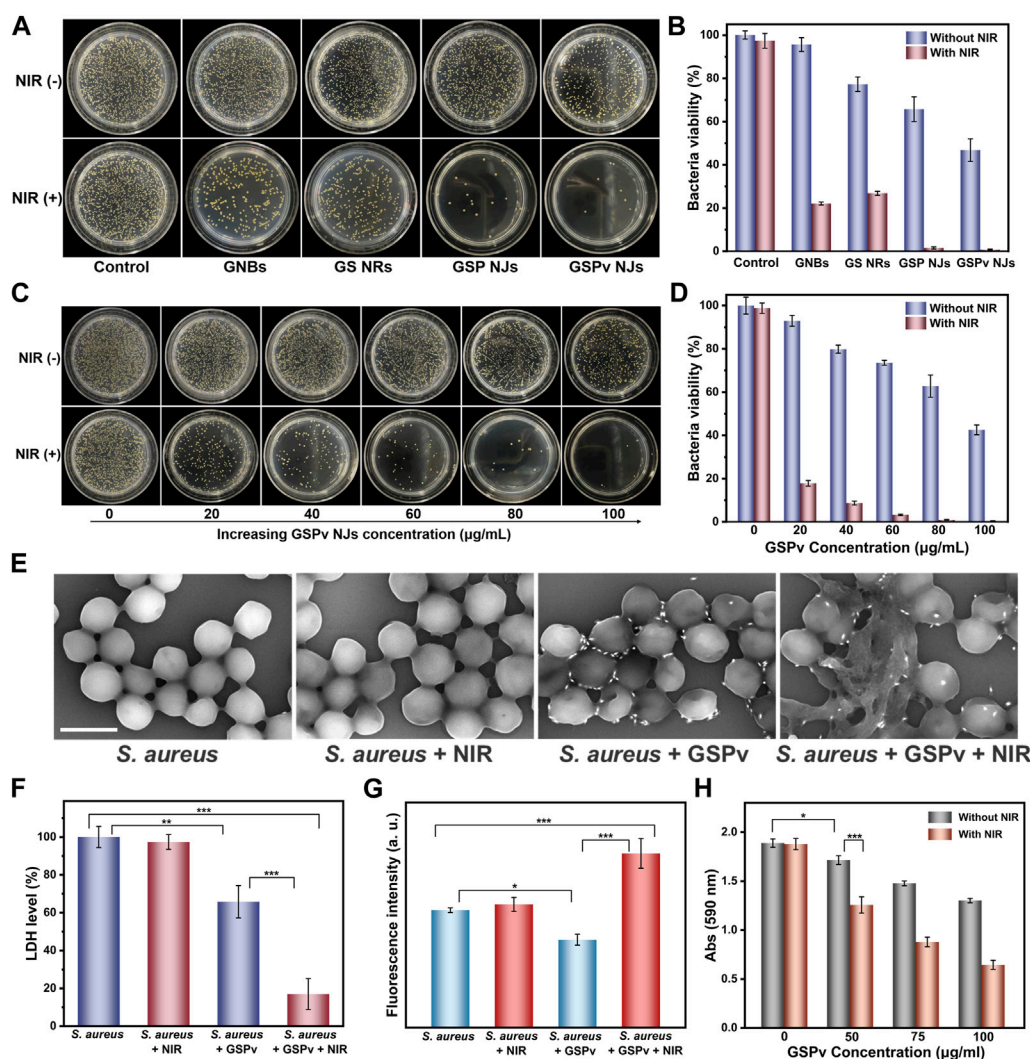 A
NIR (-)
NIR (+)
Control GNBs GS NRs GSP NJs GSPv NJs
B
Bacteria viability (%)
100
80
60
40
20
0
Without NIR
With NIR
Control GNBs GS NRs GSP NJs GSPv NJs
C
NIR (-)
NIR (+)
0 20 40 60 80 100
Increasing GSPv NJs concentration (μg/mL)
D
Bacteria viability (%)
100
80
60
40
20
0
Without NIR
With NIR
0 20 40 60 80 100
GSPv Concentration (μg/mL)
E
S. aureus S. aureus + NIR S. aureus + GSPv S. aureus + GSPv + NIR
F
LDH level (%)
100
80
60
40
20
0
***
**
***
S. aureus S. aureus S. aureus S. aureus
+ NIR + GSPv + GSPv + NIR
G
Fluorescence intensity (a. u.)
***
***
*
S. aureus S. aureus S. aureus S. aureus
+ NIR + GSPv + GSPv + NIR
H
Abs (590 nm)
2.0
1.5
1.0
0.5
0.0
Without NIR
With NIR
*
***
0 50 75 100
GSPv Concentration (μg/ml)